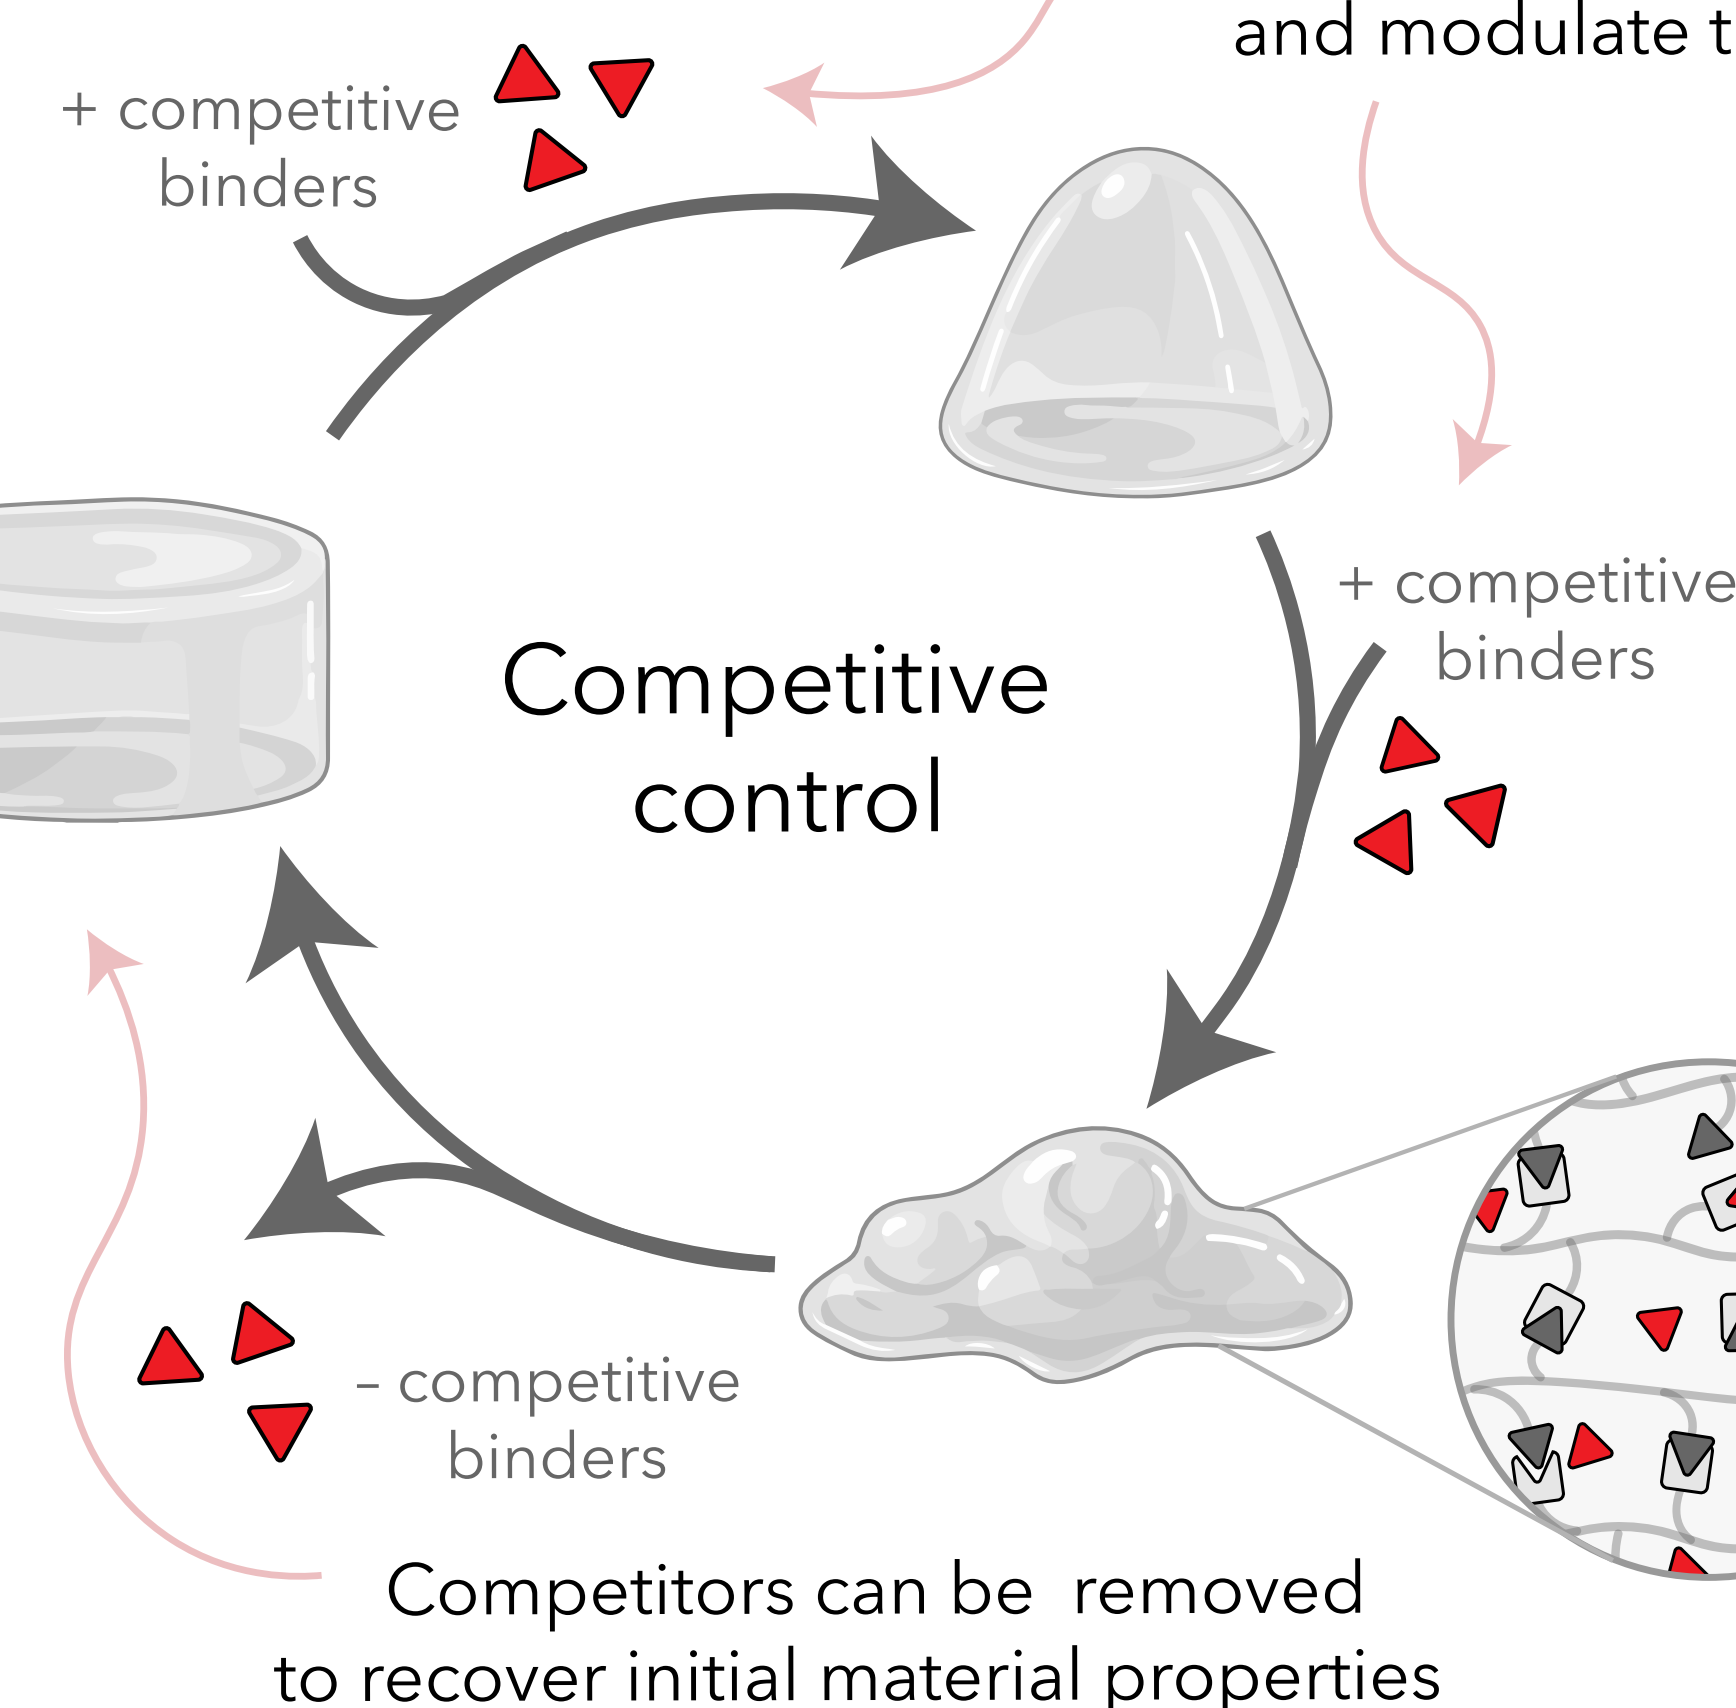 and modulate t
+ competitive
binders
+ competitive
binders
Competitive
control
– competitive
binders
Competitors can be removed
to recover initial material properties